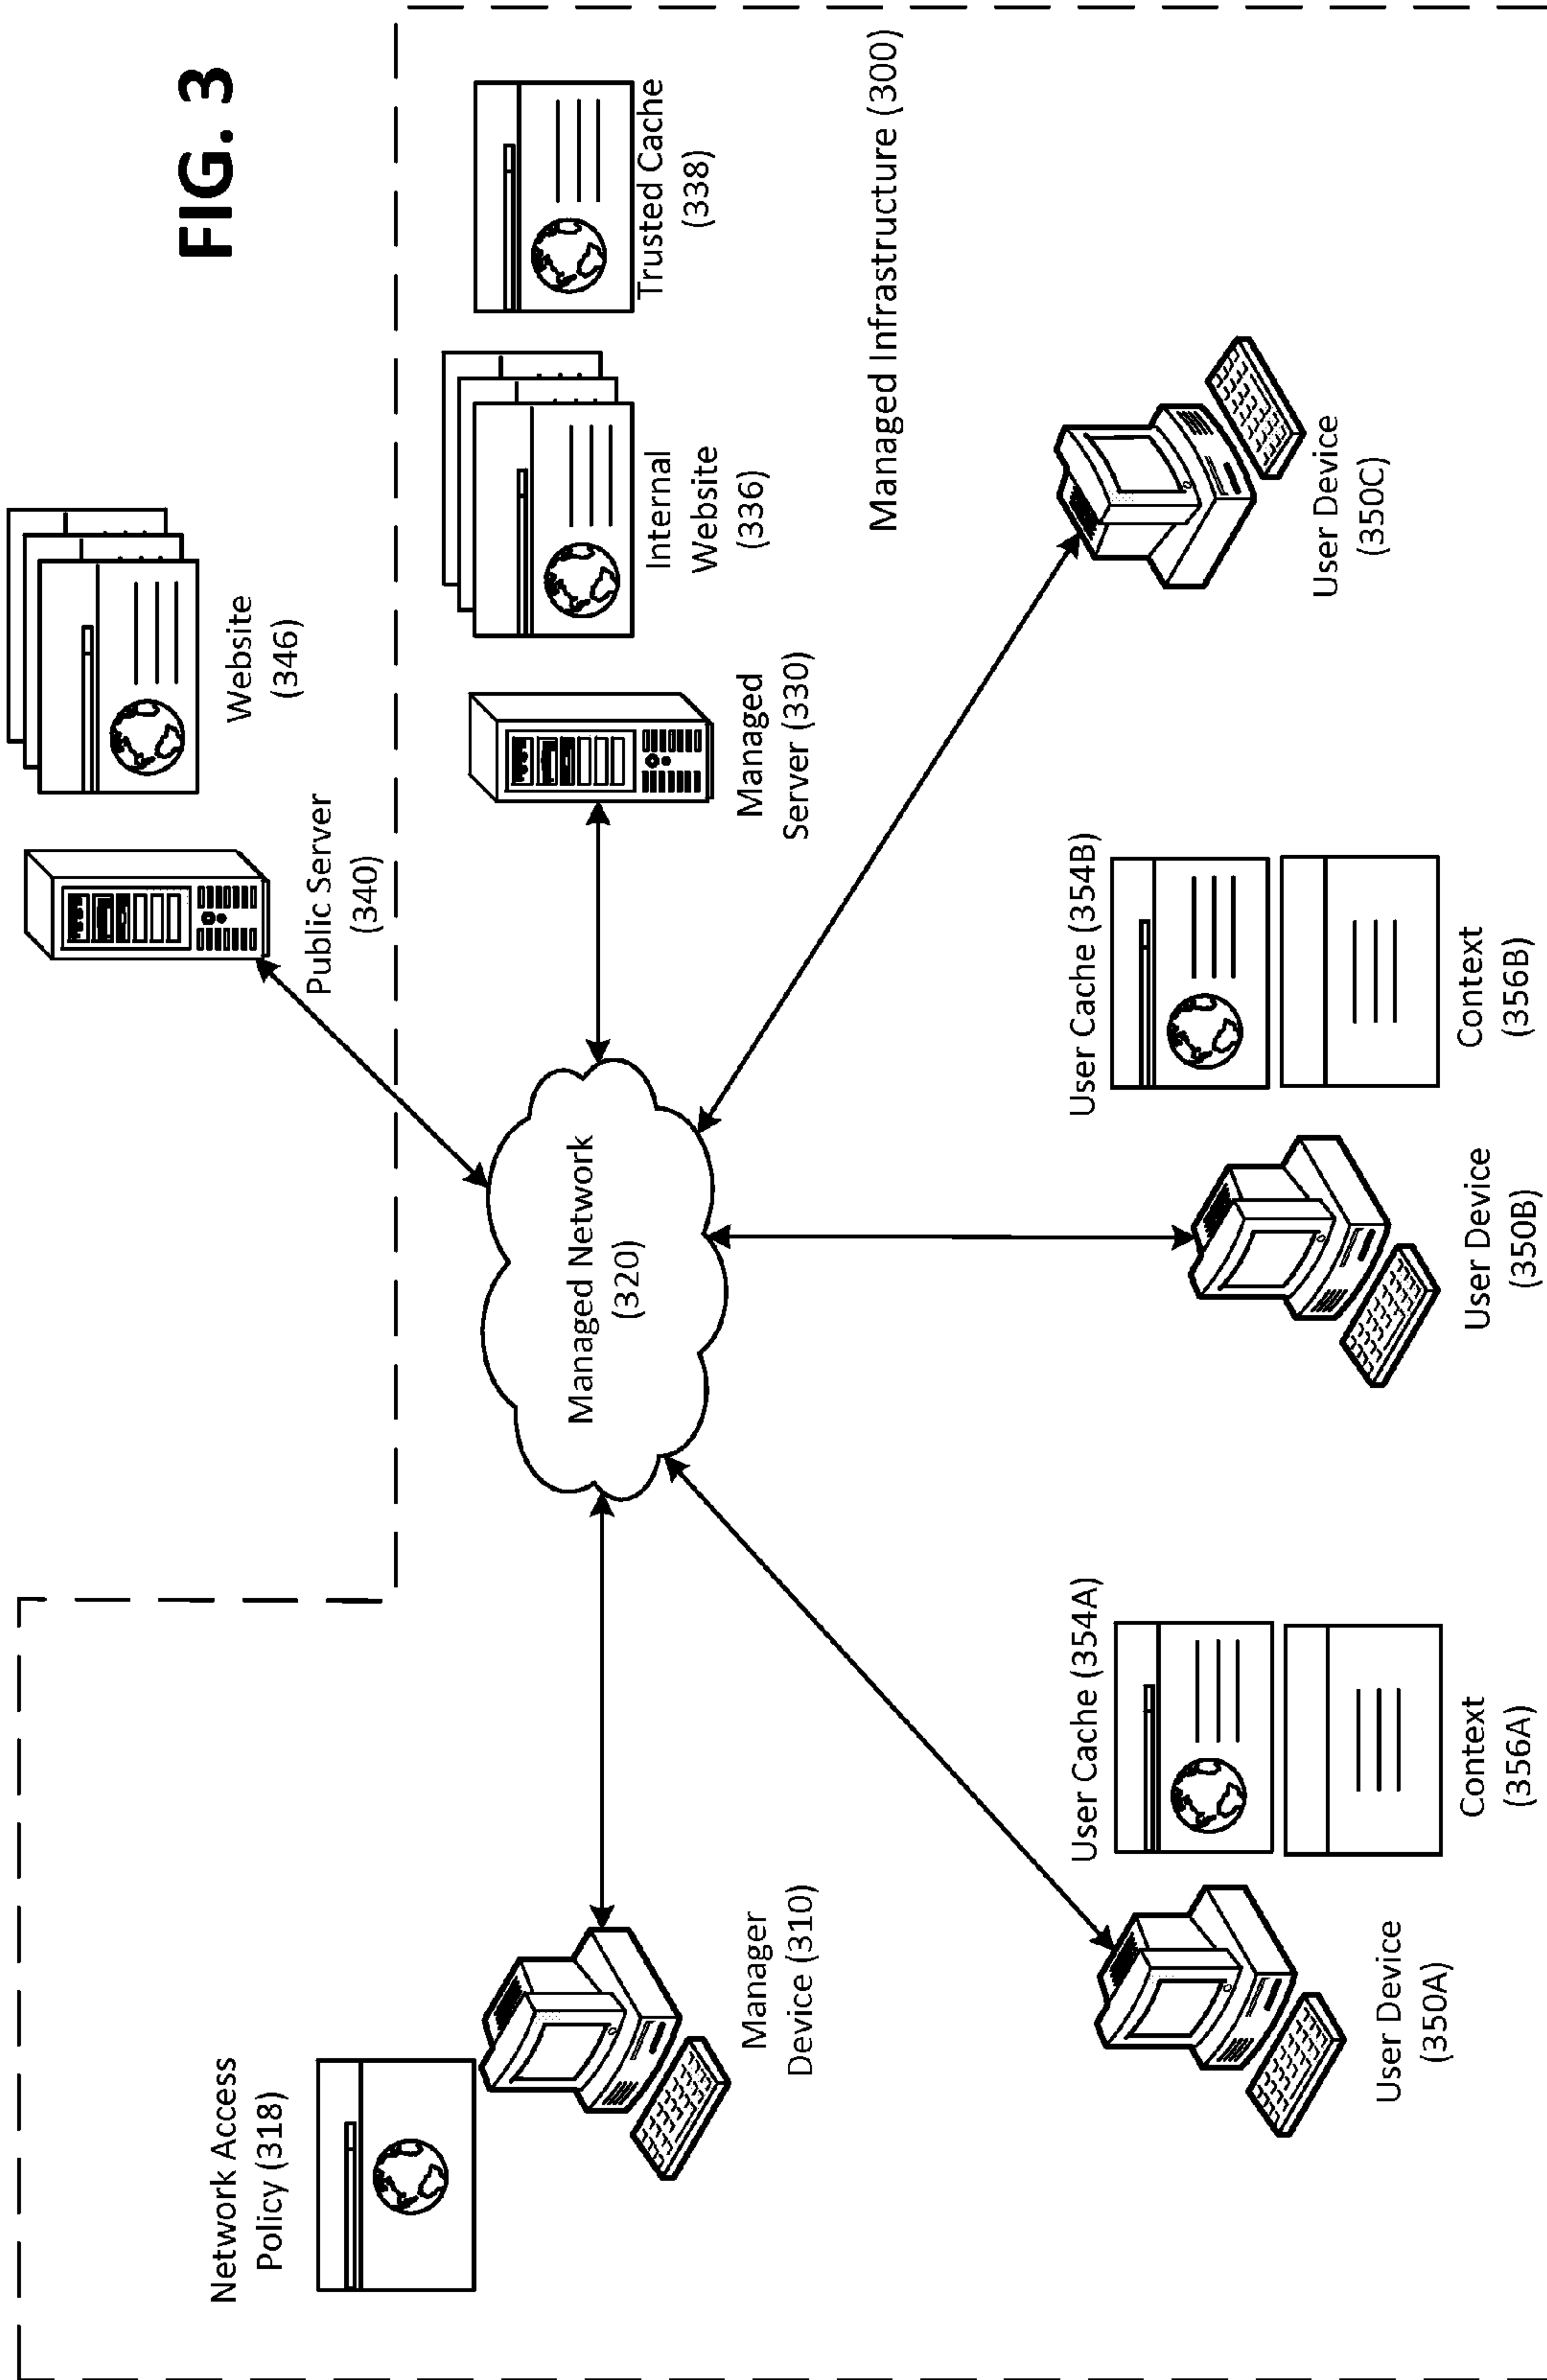 FIG. 3
Network Access
Policy (318)
Website
(346)
Public Server
(340)
Manager
Device (310)
Managed Network
(320)
Managed
Server (330)
Internal
Website
(336)
Trusted Cache
(338)
Managed Infrastructure (300)
User Cache (354A)
User Device
(350A)
Context
(356A)
User Cache (354B)
User Device
(350B)
Context
(356B)
User Device
(350C)